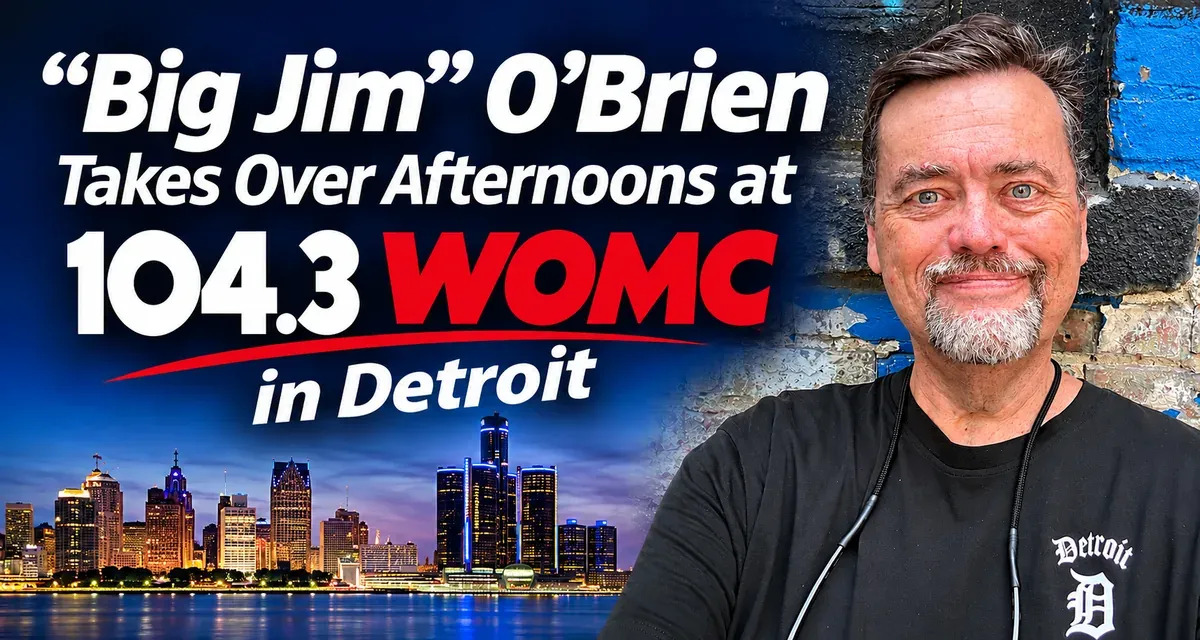 “Big Jim” O’Brien
Takes Over Afternoons at
104.3 WOMC
in Detroit
Detroit
D